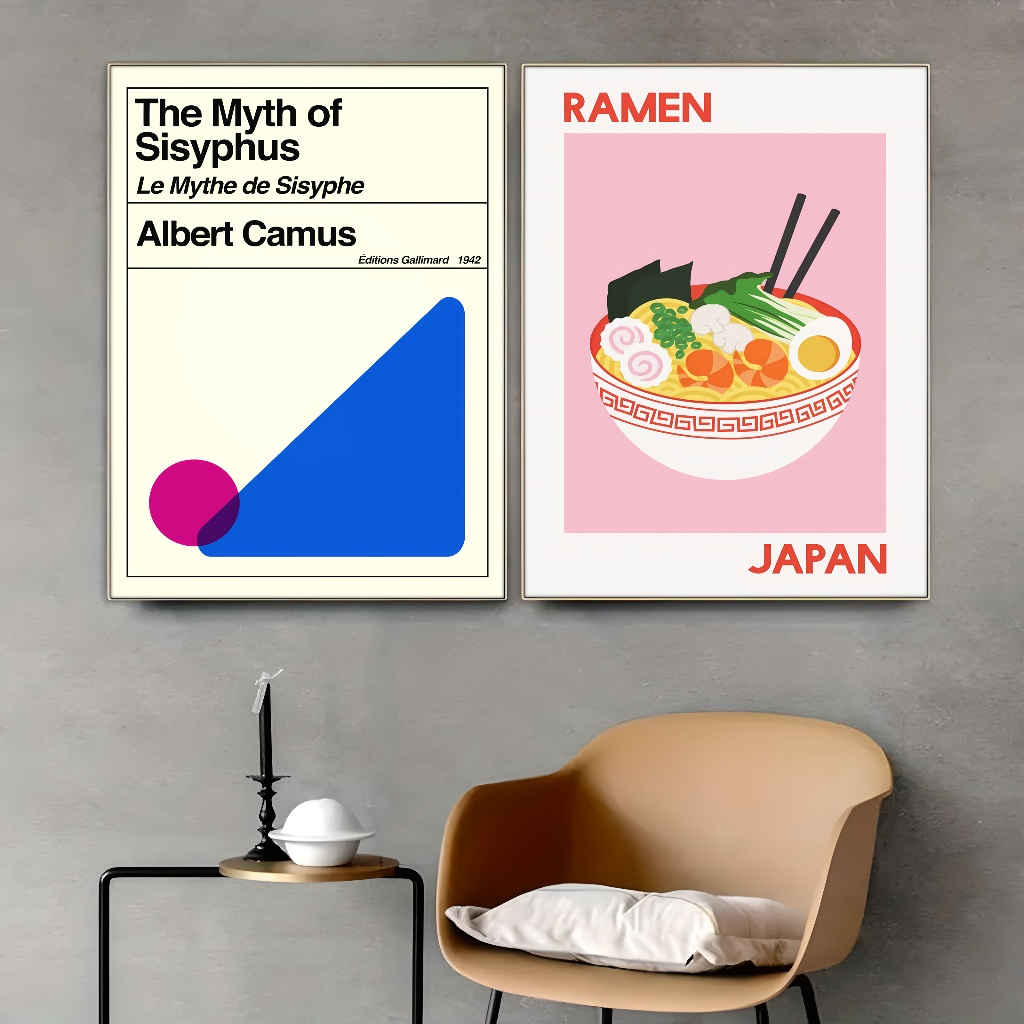 The Myth of
Sisyphus
Le Mythe de Sisyphe
Albert Camus
Éditions Gallimard 1942
RAMEN
JAPAN